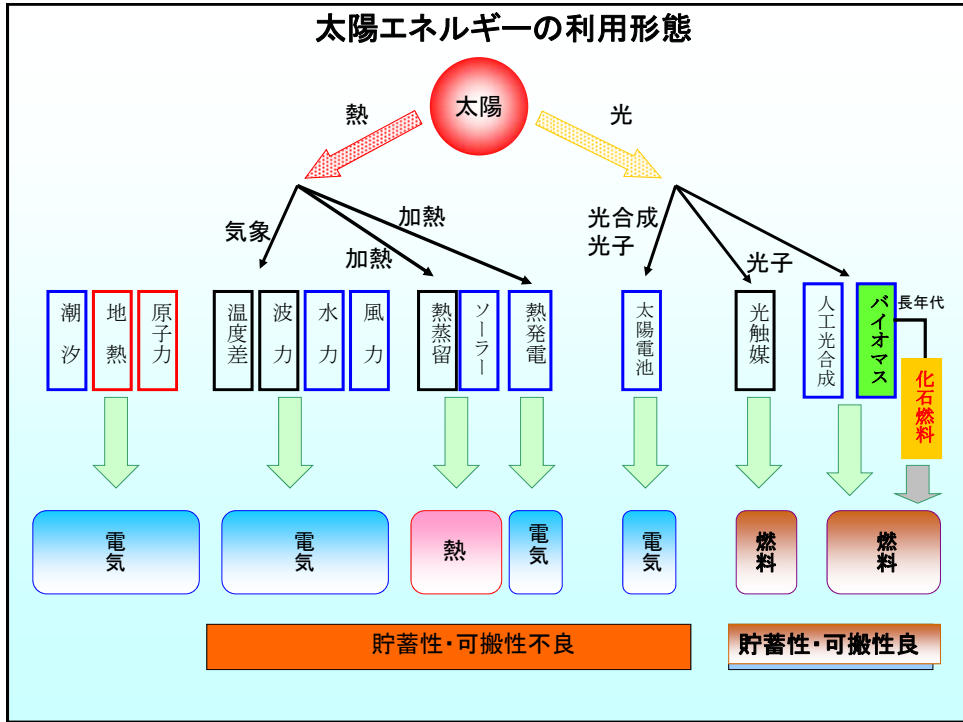 太陽エネルギーの利用形態
太陽
熱
光
気象
加熱
加熱
光合成
光子
光子
潮汐
地熱
原子力
温度差
波力
水力
風力
熱蒸留
ソーラー
熱発電
太陽電池
光触媒
人工光合成
バイオマス
長年代
化石燃料
電気
電気
熱
電気
電気
燃料
燃料
貯蓄性・可搬性不良
貯蓄性・可搬性良